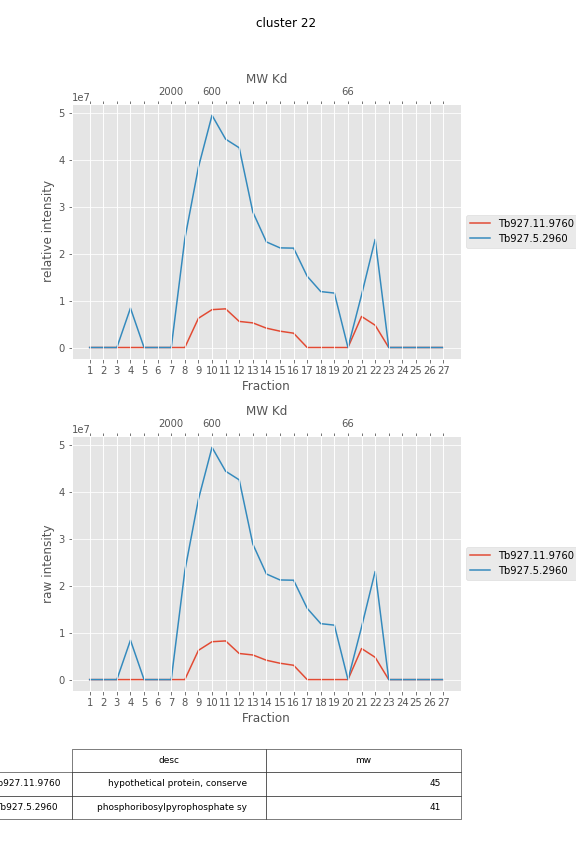 cluster 22
MW Kd
1e7 2000 600 66
5
4
3
2
1
0
relative intensity
Tb927.11.9760
Tb927.5.2960
1 2 3 4 5 6 7 8 9 10 11 12 13 14 15 16 17 18 19 20 21 22 23 24 25 26 27
Fraction
MW Kd
1e7 2000 600 66
5
4
3
2
1
0
raw intensity
Tb927.11.9760
Tb927.5.2960
1 2 3 4 5 6 7 8 9 10 11 12 13 14 15 16 17 18 19 20 21 22 23 24 25 26 27
Fraction
desc mw
b927.11.9760 hypothetical protein, conserve 45
Tb927.5.2960 phosphoribosylpyrophosphate sy 41